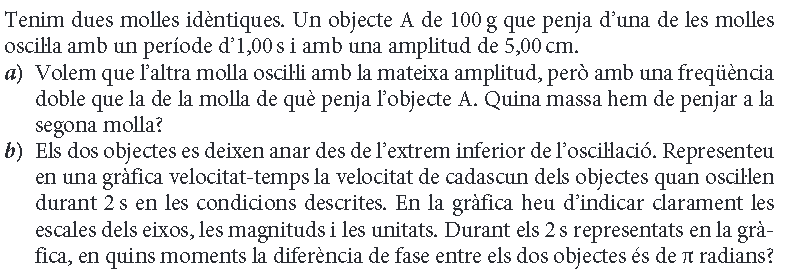 Tenim dues molles idèntiques. Un objecte A de 100 g que penja d’una de les molles
oscil·la amb un període d’1,00 s i amb una amplitud de 5,00 cm.
a) Volem que l’altra molla oscil·li amb la mateixa amplitud, però amb una freqüència
doble que la de la molla de què penja l’objecte A. Quina massa hem de penjar a la
segona molla?
b) Els dos objectes es deixen anar des de l’extrem inferior de l’oscil·lació. Representeu
en una gràfica velocitat-temps la velocitat de cadascun dels objectes quan oscil·len
durant 2 s en les condicions descrites. En la gràfica heu d’indicar clarament les
escales dels eixos, les magnituds i les unitats. Durant els 2 s representats en la grà-
fica, en quins moments la diferència de fase entre els dos objectes és de π radians?